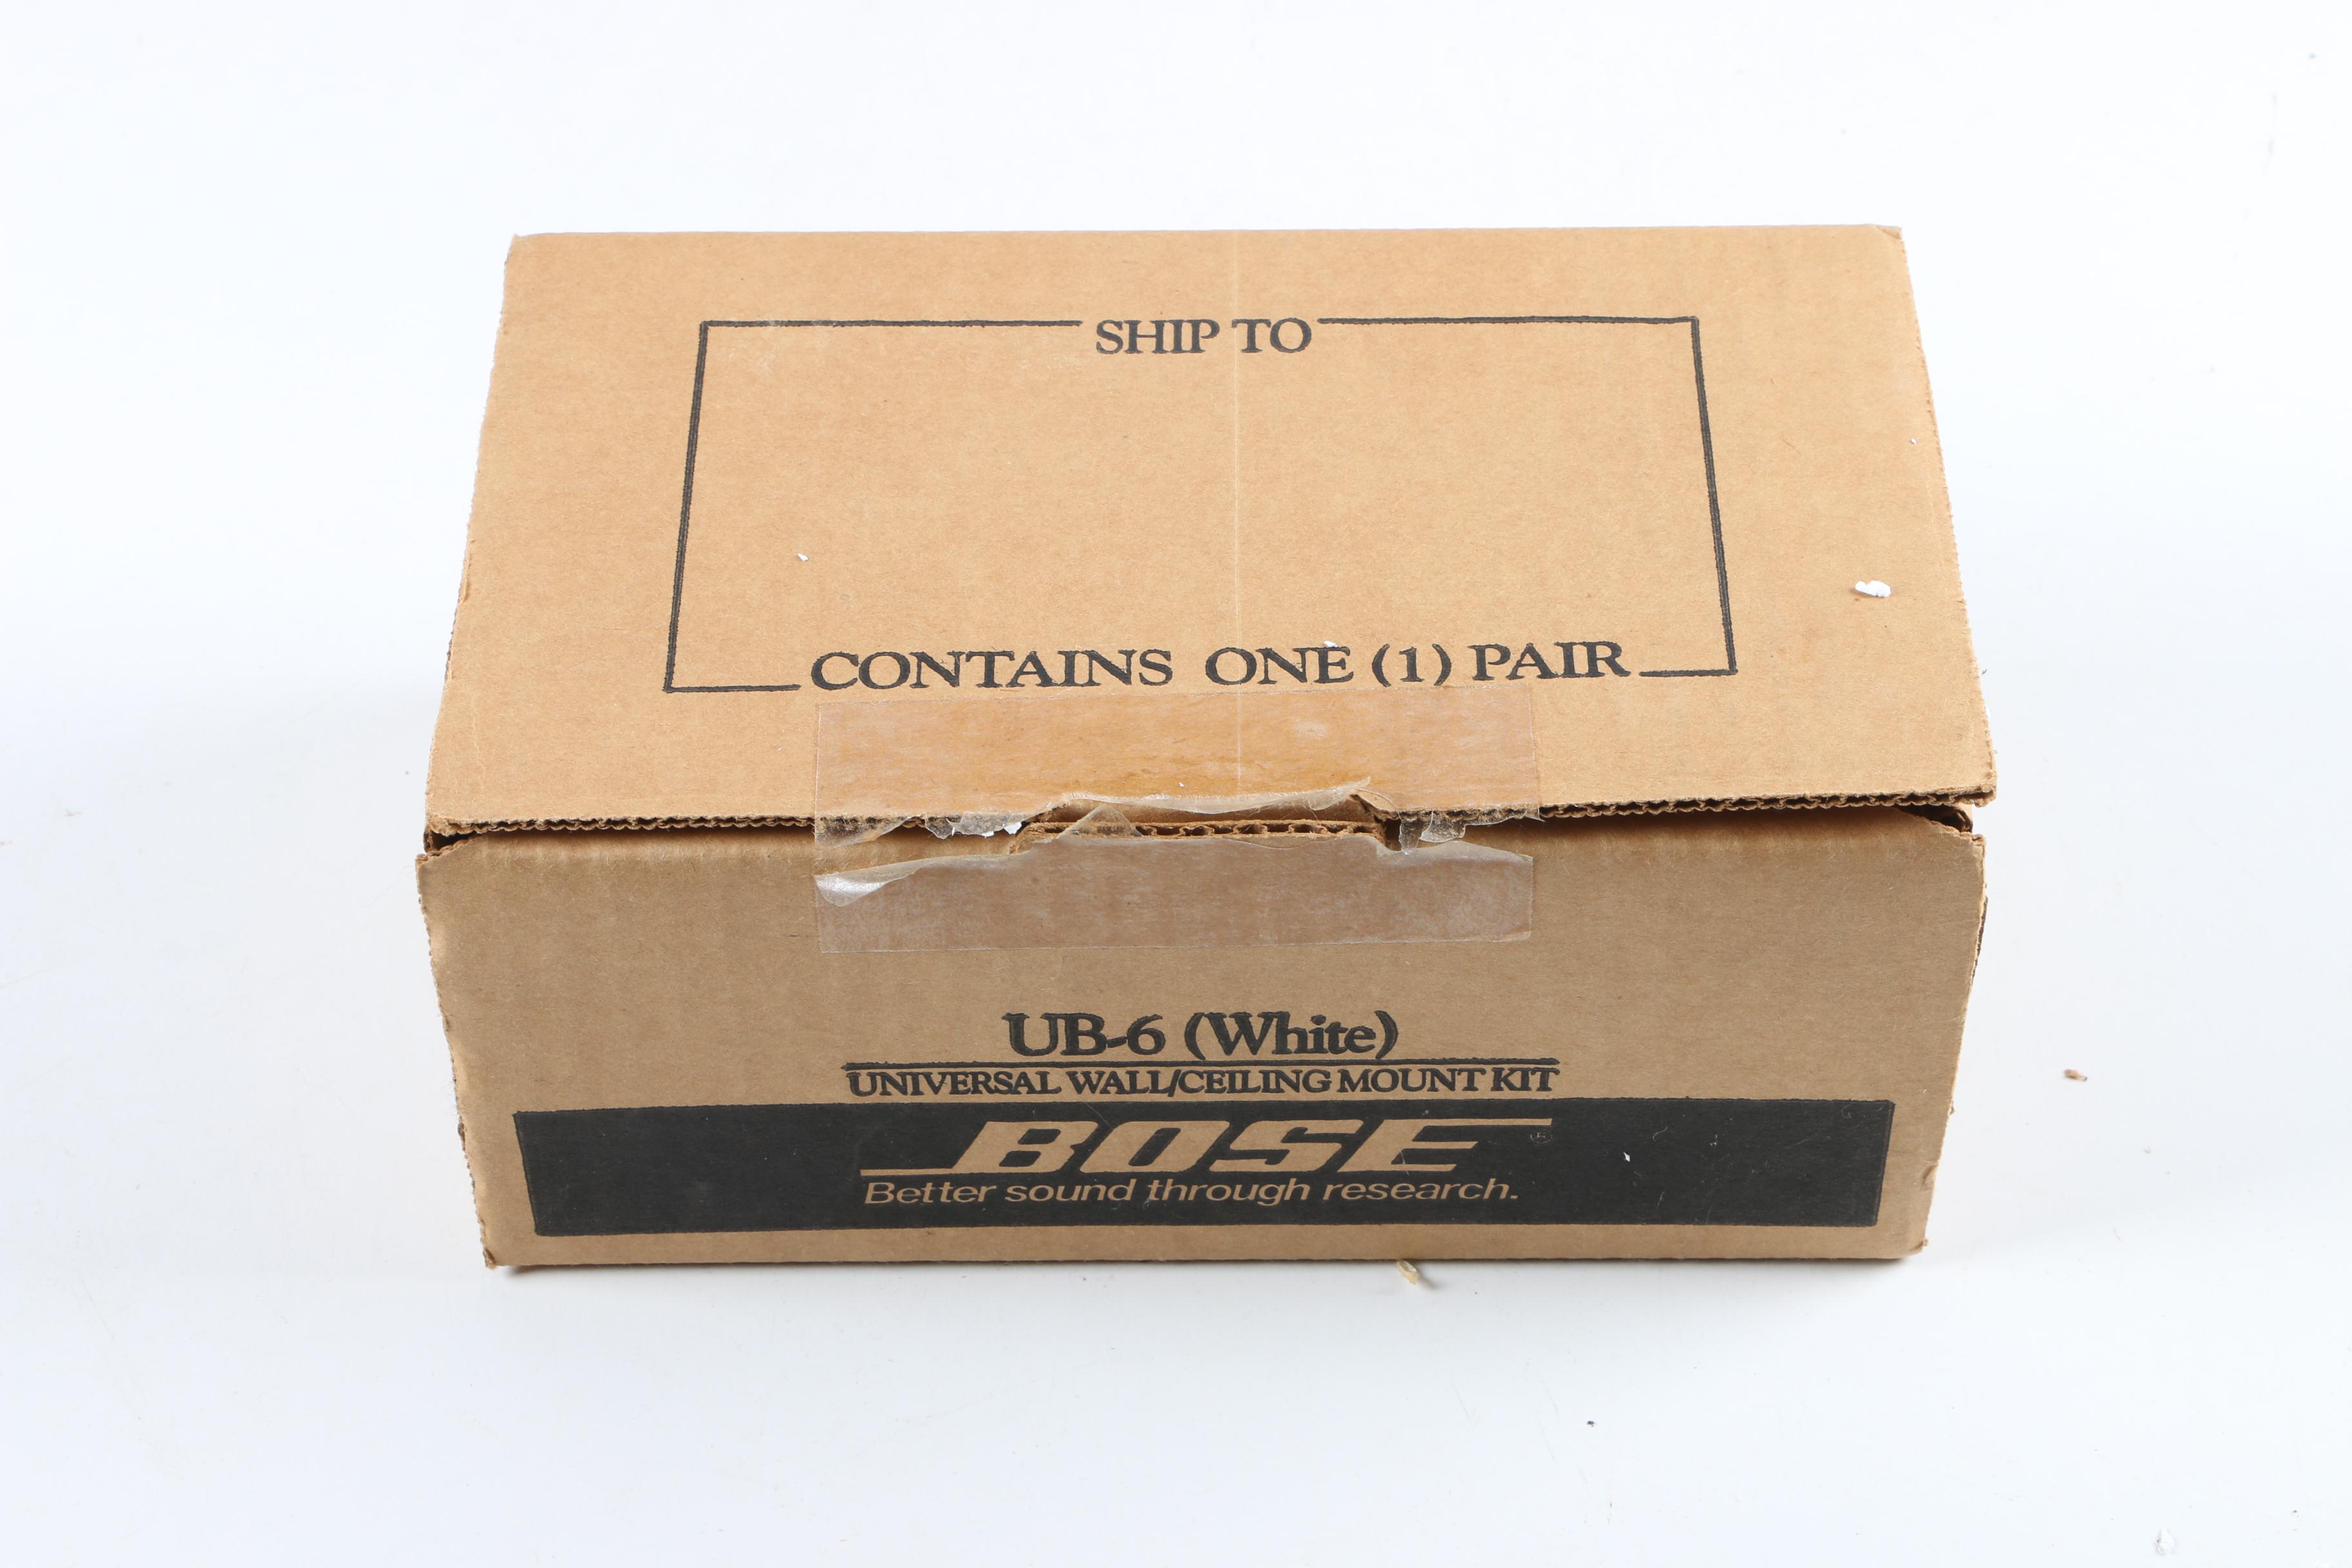 SHIP TO
CONTAINS ONE (1) PAIR
UB-6 (White)
UNIVERSAL WALL/CEILING MOUNT KIT
BOSE®
Better sound through research.